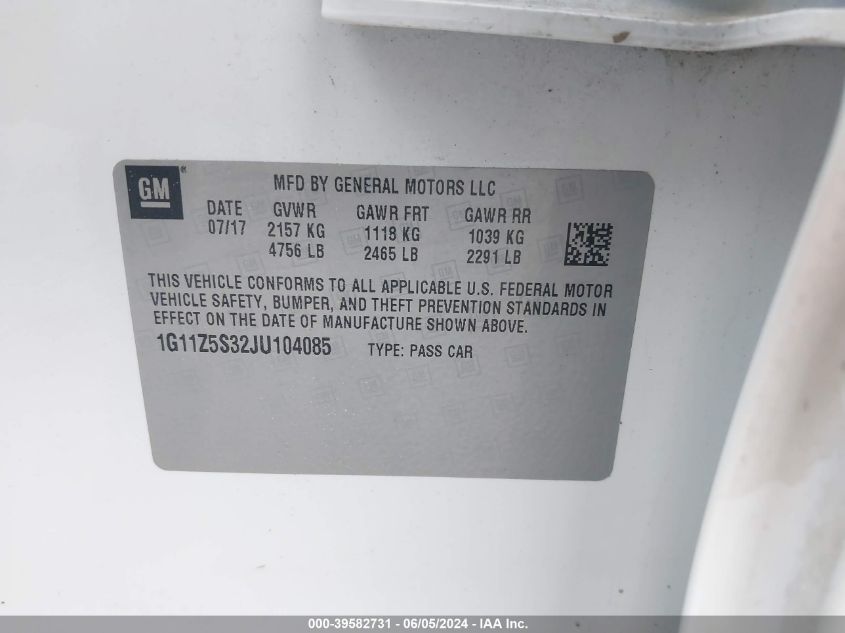 GM ®
MFD BY GENERAL MOTORS LLC
DATE GVWR GAWR FRT GAWR RR
07/17 2157 KG 1118 KG 1039 KG
4756 LB 2465 LB 2291 LB
THIS VEHICLE CONFORMS TO ALL APPLICABLE U.S. FEDERAL MOTOR
VEHICLE SAFETY, BUMPER, AND THEFT PREVENTION STANDARDS IN
EFFECT ON THE DATE OF MANUFACTURE SHOWN ABOVE.
1G11Z5S32JU104085 TYPE: PASS CAR
000-39582731 - 06/05/2024 - IAA Inc.